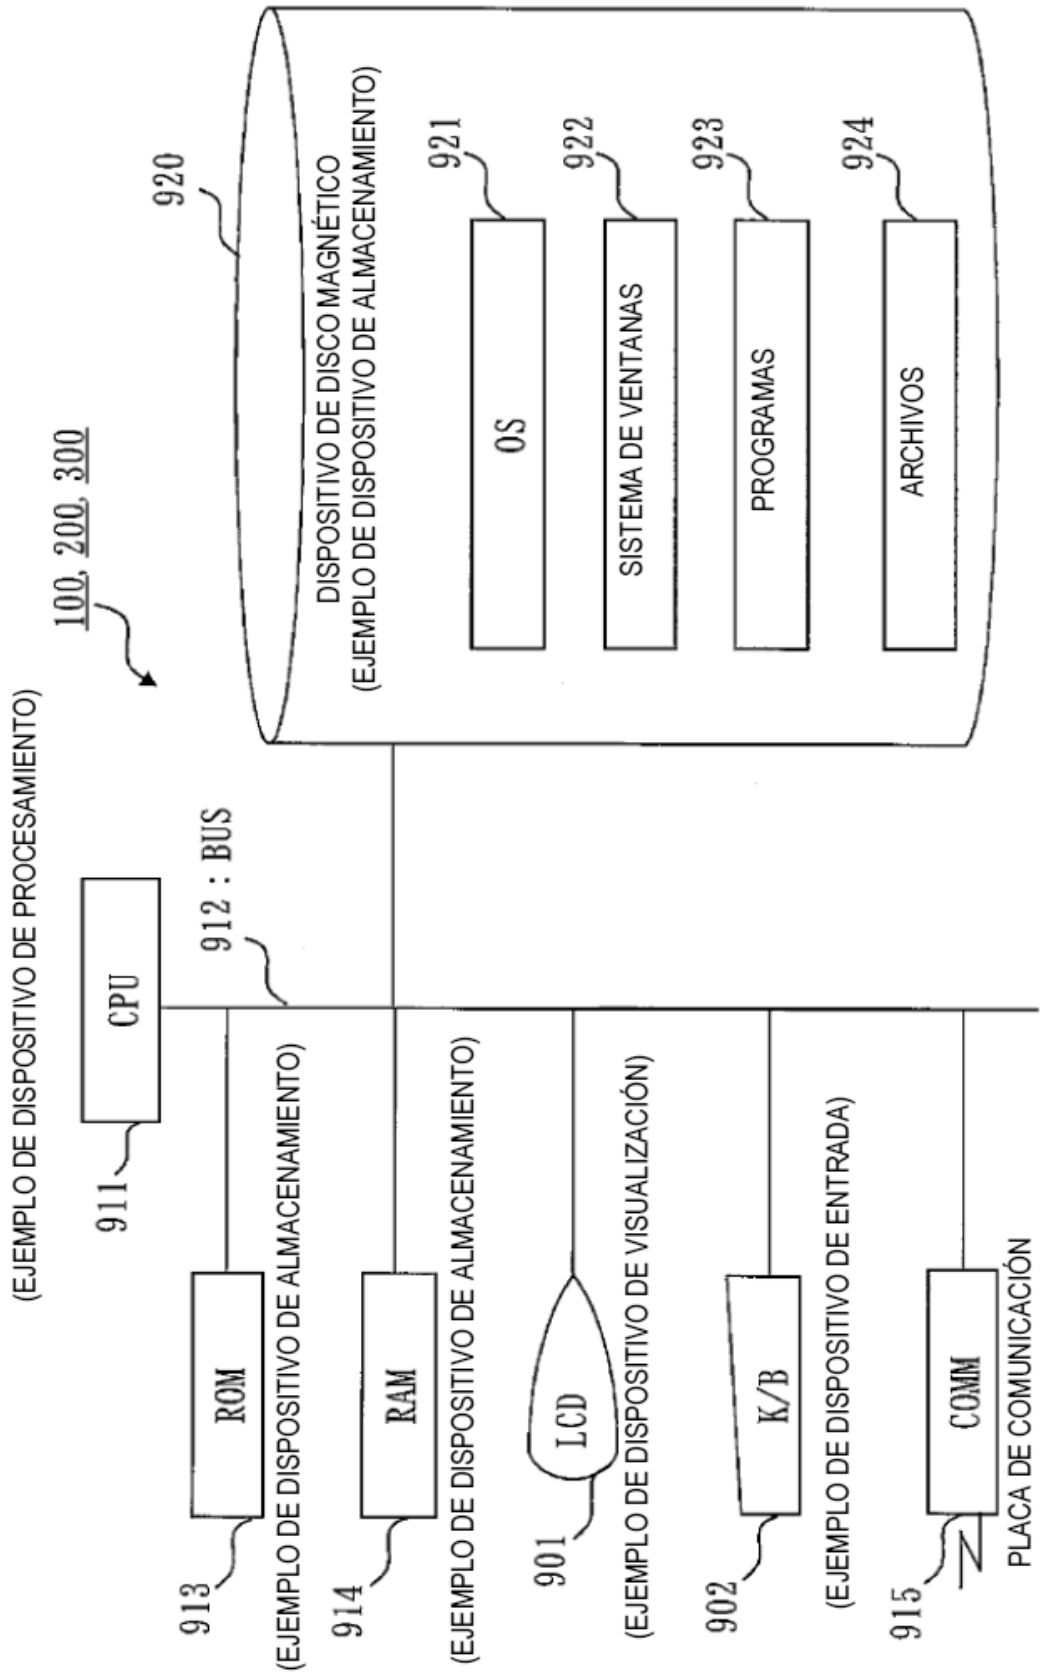 (EJEMPLO DE DISPOSITIVO DE PROCESAMIENTO)
100, 200, 300
911
CPU
912 : BUS
920
913
ROM
(EJEMPLO DE DISPOSITIVO DE ALMACENAMIENTO)
DISPOSITIVO DE DISCO MAGNÉTICO
(EJEMPLO DE DISPOSITIVO DE ALMACENAMIENTO)
914
RAM
(EJEMPLO DE DISPOSITIVO DE ALMACENAMIENTO)
921
OS
901
LCD
(EJEMPLO DE DISPOSITIVO DE VISUALIZACIÓN)
922
SISTEMA DE VENTANAS
902
K/B
(EJEMPLO DE DISPOSITIVO DE ENTRADA)
923
PROGRAMAS
915
COMM
PLACA DE COMUNICACIÓN
924
ARCHIVOS